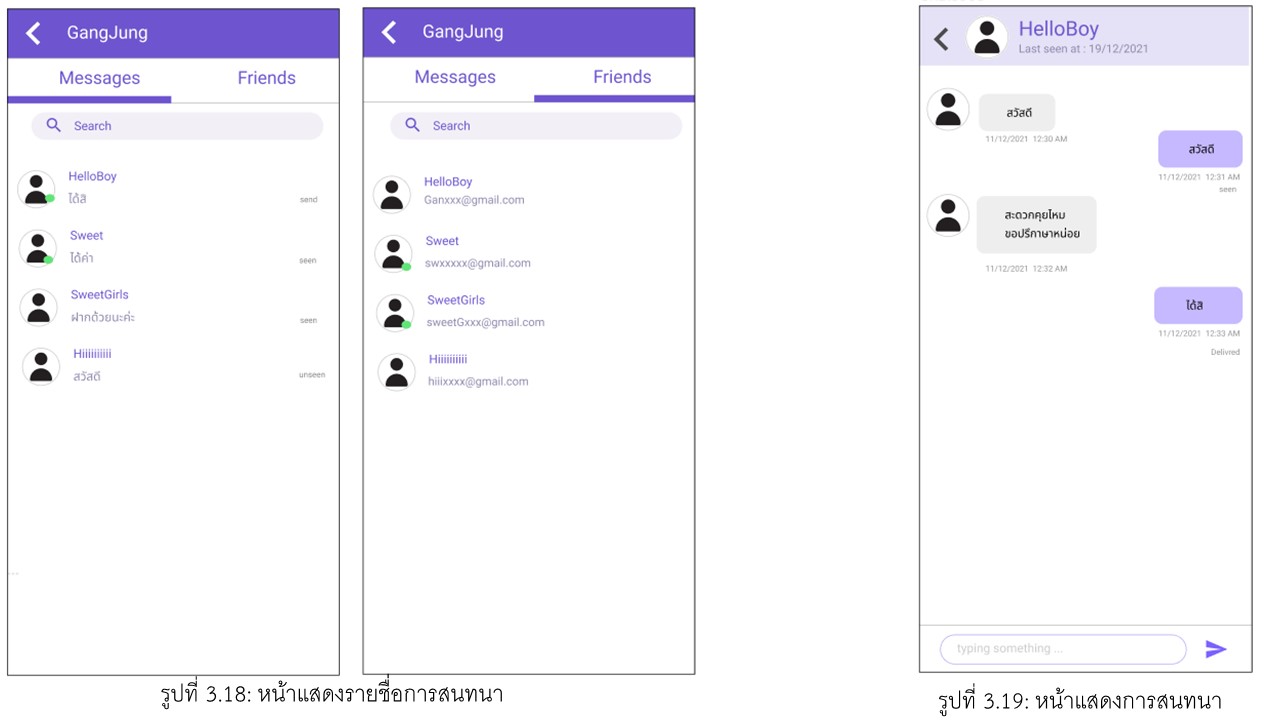 GangJung
Messages Friends
Search
HelloBoy
ได้สิ
send
Sweet
ได้ค่า
seen
SweetGirls
ฝากด้วยนะค่ะ
seen
Hiiiiiiiiii
สวัสดี
unseen
GangJung
Messages Friends
Search
HelloBoy
Ganxxx@gmail.com
Sweet
swxxxxx@gmail.com
SweetGirls
sweetGxxx@gmail.com
Hiiiiiiiiii
hiiixxxx@gmail.com
รูปที่ 3.18: หน้าแสดงรายชื่อการสนทนา
HelloBoy
Last seen at : 19/12/2021
สวัสดี
11/12/2021 12:30 AM
สวัสดี
11/12/2021 12:31 AM
seen
สะดวกคุยไหม
ขอปรึกาษาหน่อย
11/12/2021 12:32 AM
ได้สิ
11/12/2021 12:33 AM
Delivred
typing something ...
รูปที่ 3.19: หน้าแสดงการสนทนา